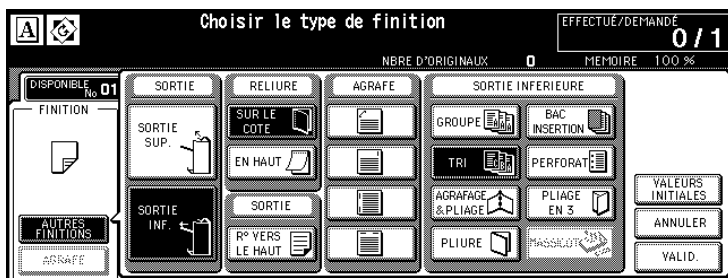 A
Choisir le type de finition
EFFECTUÉ/DEMANDÉ
0 / 1
NBRE D'ORIGINAUX 0 MEMOIRE 100 %
DISPONIBLE No 01
FINITION
AUTRES
FINITIONS
AGRAFE
SORTIE
SORTIE
SUP.
SORTIE
INF.
RELIURE
SUR LE
COTE
EN HAUT
SORTIE
Rº VERS
LE HAUT
AGRAFE
SORTIE INFERIEURE
GROUPE
BAC
INSERTION
TRI
PERFORAT
AGRAFAGE
&PLIAGE
PLIAGE
EN 3
PLIURE
MASSICOT
VALEURS
INITIALES
ANNULER
VALID.